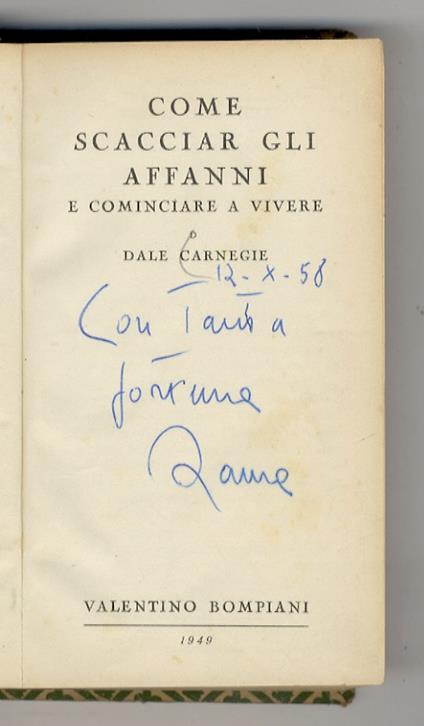 COME
SCACCIAR GLI
AFFANNI
E COMINCIARE A VIVERE
DALE CARNEGIE
12-X-58
Con Tanta
fortuna
VALENTINO BOMPIANI
1949